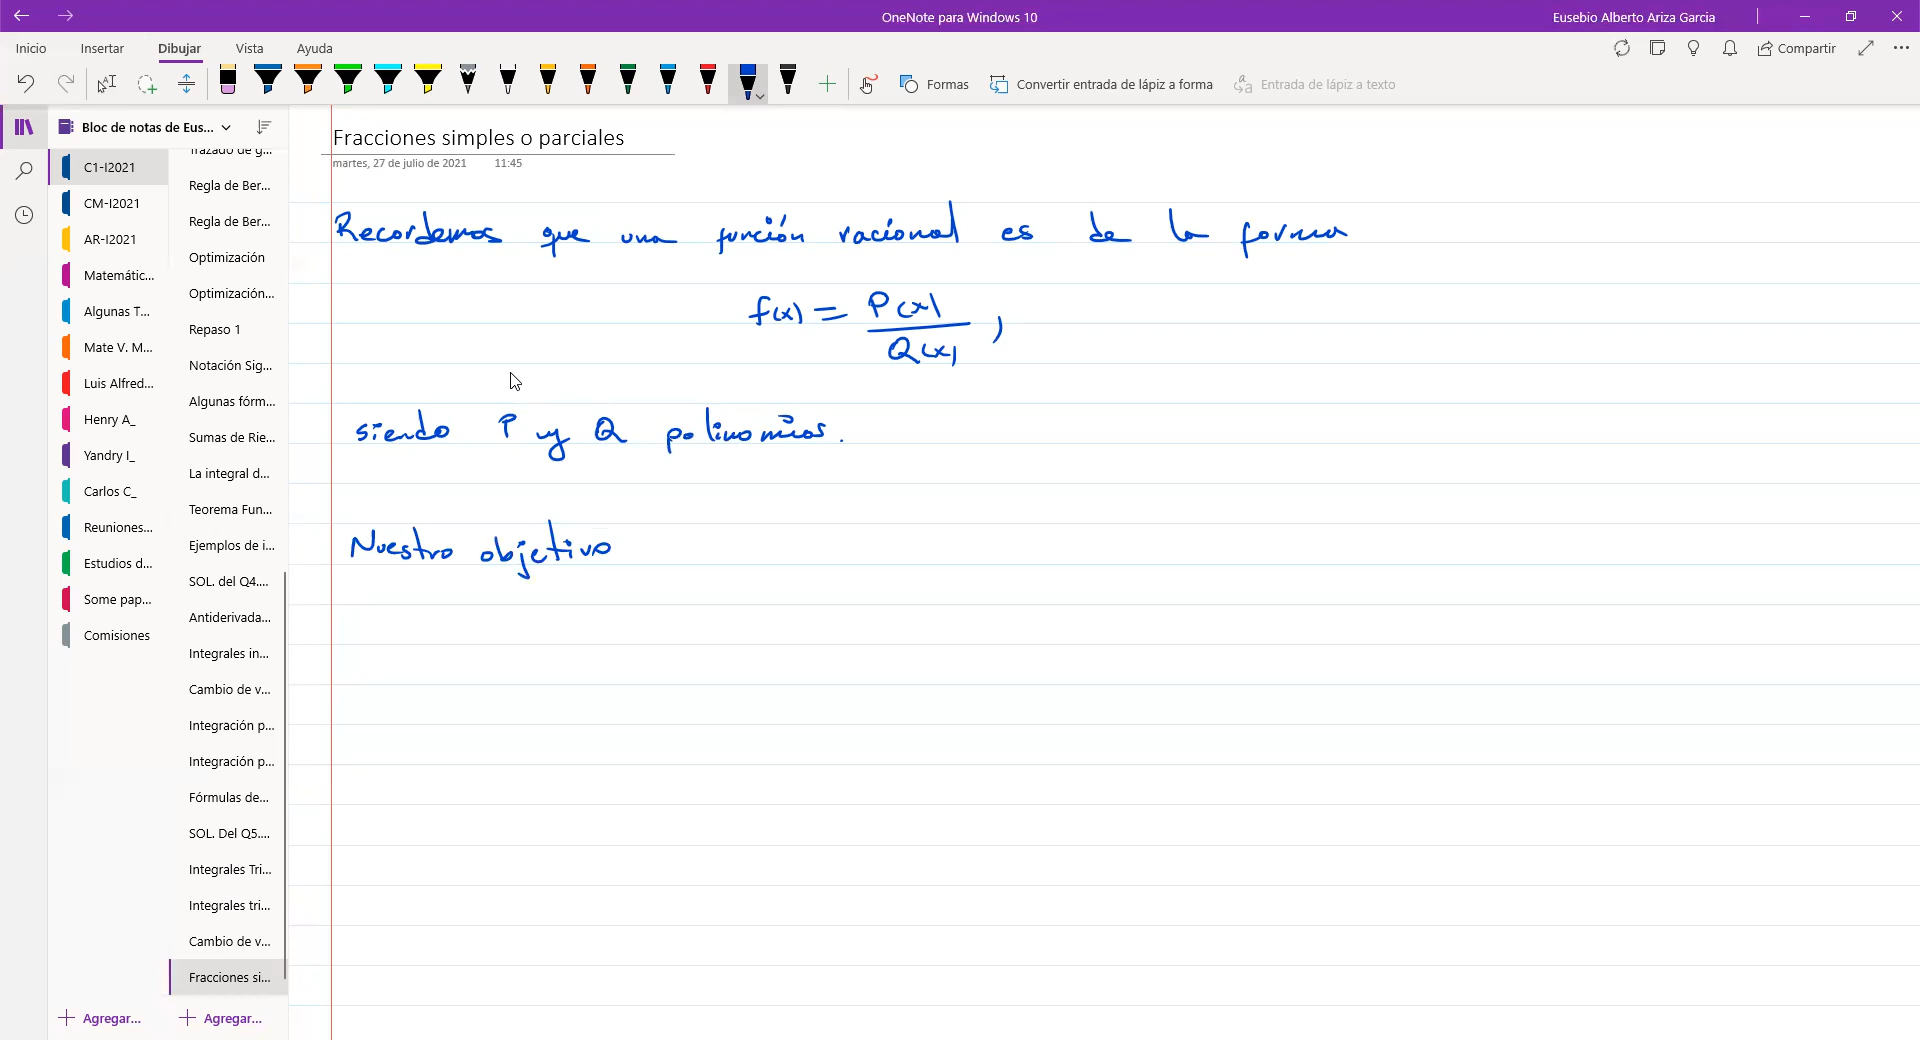 OneNote para Windows 10
Eusebio Alberto Ariza Garcia
Inicio
Insertar
Dibujar
Vista
Ayuda
Compartir
Formas
Convertir entrada de lápiz a forma
Entrada de lápiz a texto
Bloc de notas de Eus...
C1-I2021
CM-I2021
AR-I2021
Matemátic...
Algunas T...
Mate V. M...
Luis Alfred...
Henry A_
Yandry I_
Carlos C_
Reuniones...
Estudios d...
Some pap...
Comisiones
Agregar...
Trazado de g...
Regla de Ber...
Regla de Ber...
Optimización
Optimización...
Repaso 1
Notación Sig...
Algunas fórm...
Sumas de Rie...
La integral d...
Teorema Fun...
Ejemplos de i...
SOL. del Q4....
Antiderivada...
Integrales in...
Cambio de v...
Integración p...
Integración p...
Fórmulas de...
SOL. Del Q5....
Integrales Tri...
Integrales tri...
Cambio de v...
Fracciones si...
Agregar...
Fracciones simples o parciales
martes, 27 de julio de 2021 11:45
Recordemos que una función racional es de la forma
f(x) = P(x) / Q(x) ,
siendo P y Q polinomios.
Nuestro objetivo